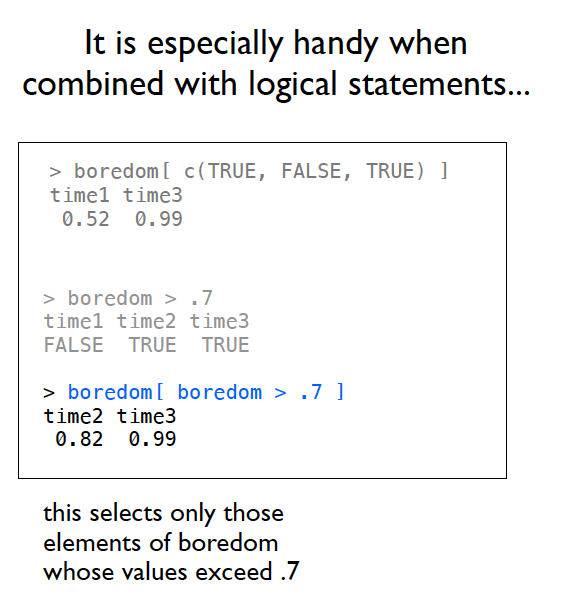 It is especially handy when
combined with logical statements...
> boredom[ c(TRUE, FALSE, TRUE) ]
time1 time3
0.52 0.99
> boredom > .7
time1 time2 time3
FALSE TRUE TRUE
> boredom[ boredom > .7 ]
time2 time3
0.82 0.99
this selects only those
elements of boredom
whose values exceed .7